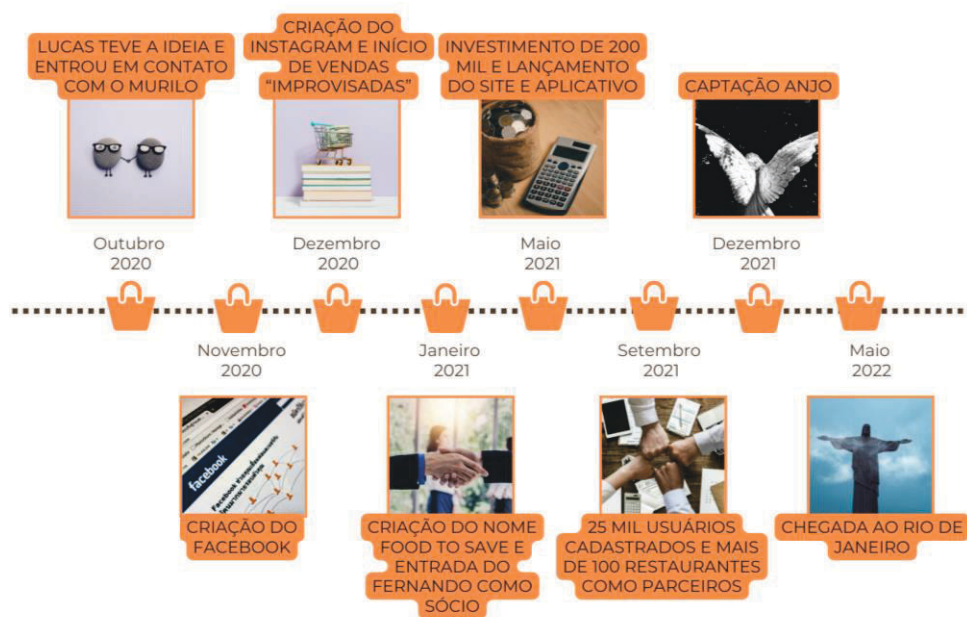 LUCAS TEVE A IDEIA E
ENTROU EM CONTATO
COM O MURILO
Outubro
2020
Novembro
2020
facebook
CRIAÇÃO DO
FACEBOOK
CRIAÇÃO DO
INSTAGRAM E INÍCIO
DE VENDAS
“IMPROVISADAS”
Dezembro
2020
Janeiro
2021
CRIAÇÃO DO NOME
FOOD TO SAVE E
ENTRADA DO
FERNANDO COMO
SÓCIO
INVESTIMENTO DE 200
MIL E LANÇAMENTO
DO SITE E APLICATIVO
Maio
2021
Setembro
2021
25 MIL USUÁRIOS
CADASTRADOS E MAIS
DE 100 RESTAURANTES
COMO PARCEIROS
CAPTAÇÃO ANJO
Dezembro
2021
Maio
2022
CHEGADA AO RIO DE
JANEIRO